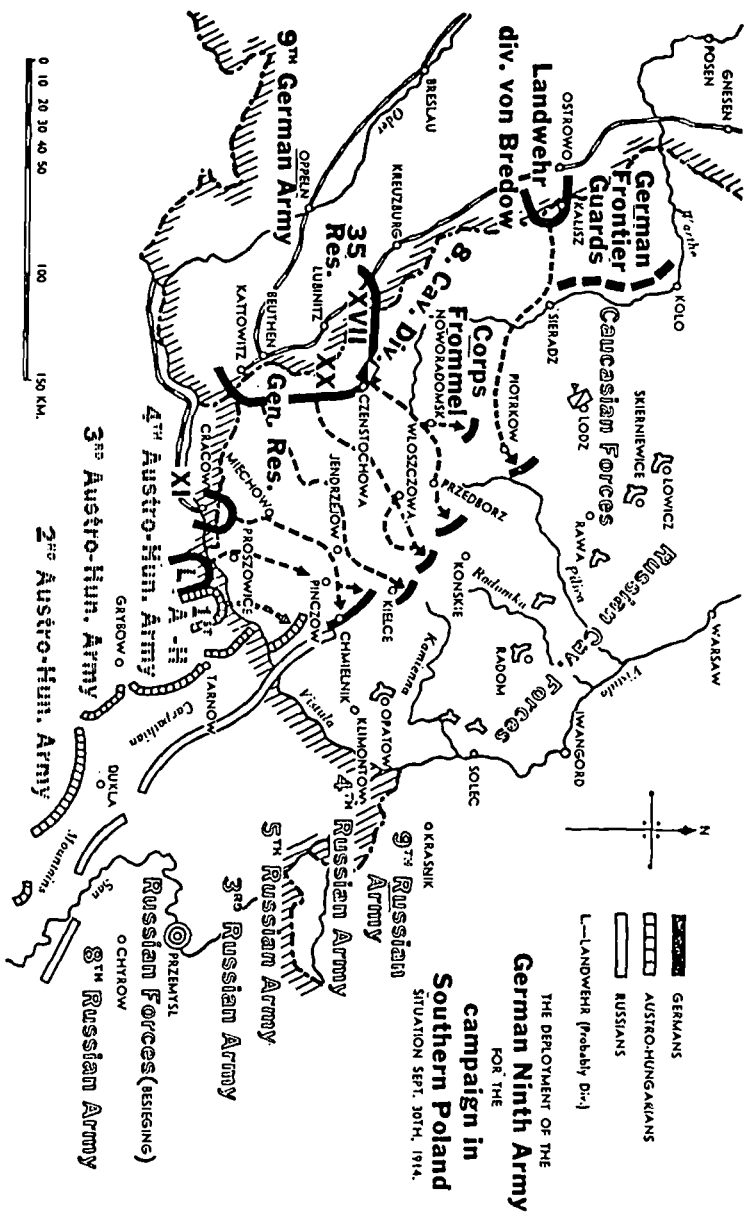 GERMANS
AUSTRO-HUNGARIANS
RUSSIANS
L.—LANDWEHR (Probably Div.)
THE DEPLOYMENT OF THE
German Ninth Army
FOR THE
campaign in
Southern Poland
SITUATION SEPT. 30TH, 1914.
N
GNESEN
POSEN
Warthe
KOLO
German
Frontier
Guards
OSTROWO
KALISZ
Landwehr
div. von Bredow
SIERADZ
Caucasian Forces
SKIERNIEWICE
LOWICZ
LODZ
RAWA
Pilica
Russian Cav. Forces
WARSAW
Vistula
IWANGORD
Radomka
RADOM
BRESLAU
Oder
KREUZBURG
OPPELN
9TH German Army
8. Cav. Div.
Corps
Frommel
NOWORADOMSK
PIOTRKOW
35
Res.
XVII
LUBINITZ
XX
BEUTHEN
KATTOWITZ
Gen. Res.
CZENSTOCHOWA
WLOSZCZOWA
PRZEDBORZ
KONSKIE
Kamienna
SOLEC
JENDRZEJOW
KIELCE
MIECHOW
CRACOW
XI
L
PROSZOWICE
PINCZOW
CHMIELNIK
OPATOW
KLIMONTOW
Vistula
1ST
A-H
4TH Austro-Hun. Army
3RD Austro-Hun. Army
2ND Austro-Hun. Army
GRYBOW
TARNOW
Carpathian
DUKLA
Mountains
San
KRASNIK
9TH Russian
Army
4TH
Russian Army
5TH Russian Army
3RD Russian Army
PRZEMYSL
Russian Forces (BESIEGING)
CHYROW
8TH Russian Army
0 10 20 30 40 50 100 150 KM.